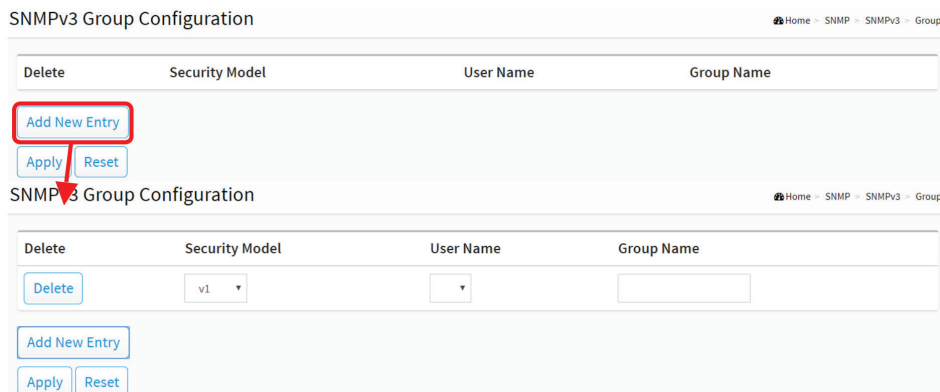 SNMPv3 Group Configuration
Home > SNMP > SNMPv3 > Group
Delete Security Model User Name Group Name
Add New Entry
Apply Reset
SNMPv3 Group Configuration
Home > SNMP > SNMPv3 > Group
Delete Security Model User Name Group Name
Delete v1
Add New Entry
Apply Reset